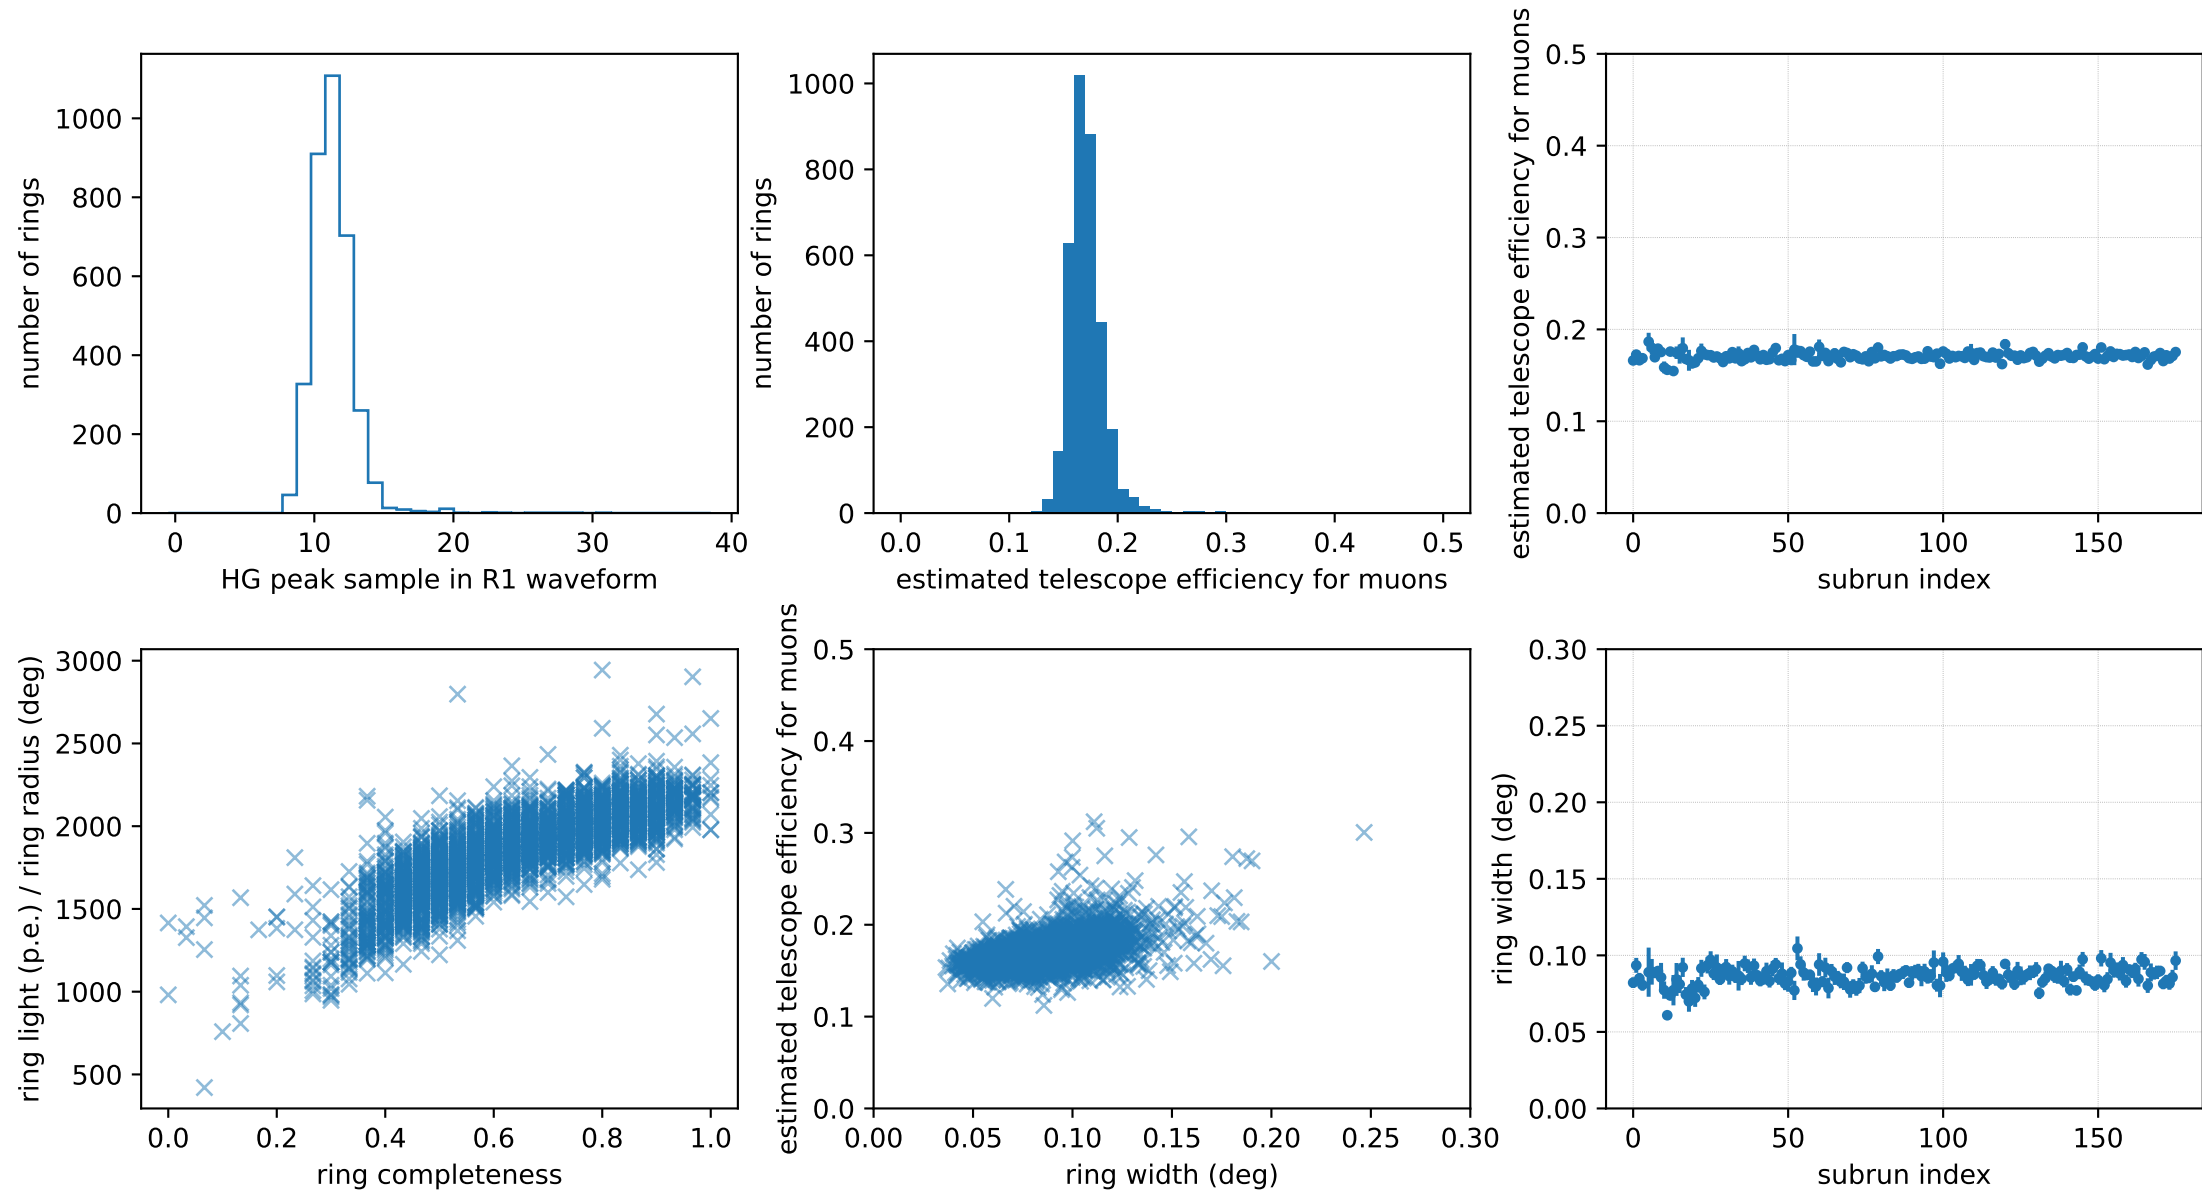 number of rings
1000
800
600
400
200
0
0 10 20 30 40
HG peak sample in R1 waveform
number of rings
1000
800
600
400
200
0
0.0 0.1 0.2 0.3 0.4 0.5
estimated telescope efficiency for muons
estimated telescope efficiency for muons
0.5
0.4
0.3
0.2
0.1
0.0
0 50 100 150
subrun index
ring light (p.e.) / ring radius (deg)
3000
2500
2000
1500
1000
500
0.0 0.2 0.4 0.6 0.8 1.0
ring completeness
estimated telescope efficiency for muons
0.5
0.4
0.3
0.2
0.1
0.0
0.00 0.05 0.10 0.15 0.20 0.25 0.30
ring width (deg)
ring width (deg)
0.30
0.25
0.20
0.15
0.10
0.05
0.00
0 50 100 150
subrun index